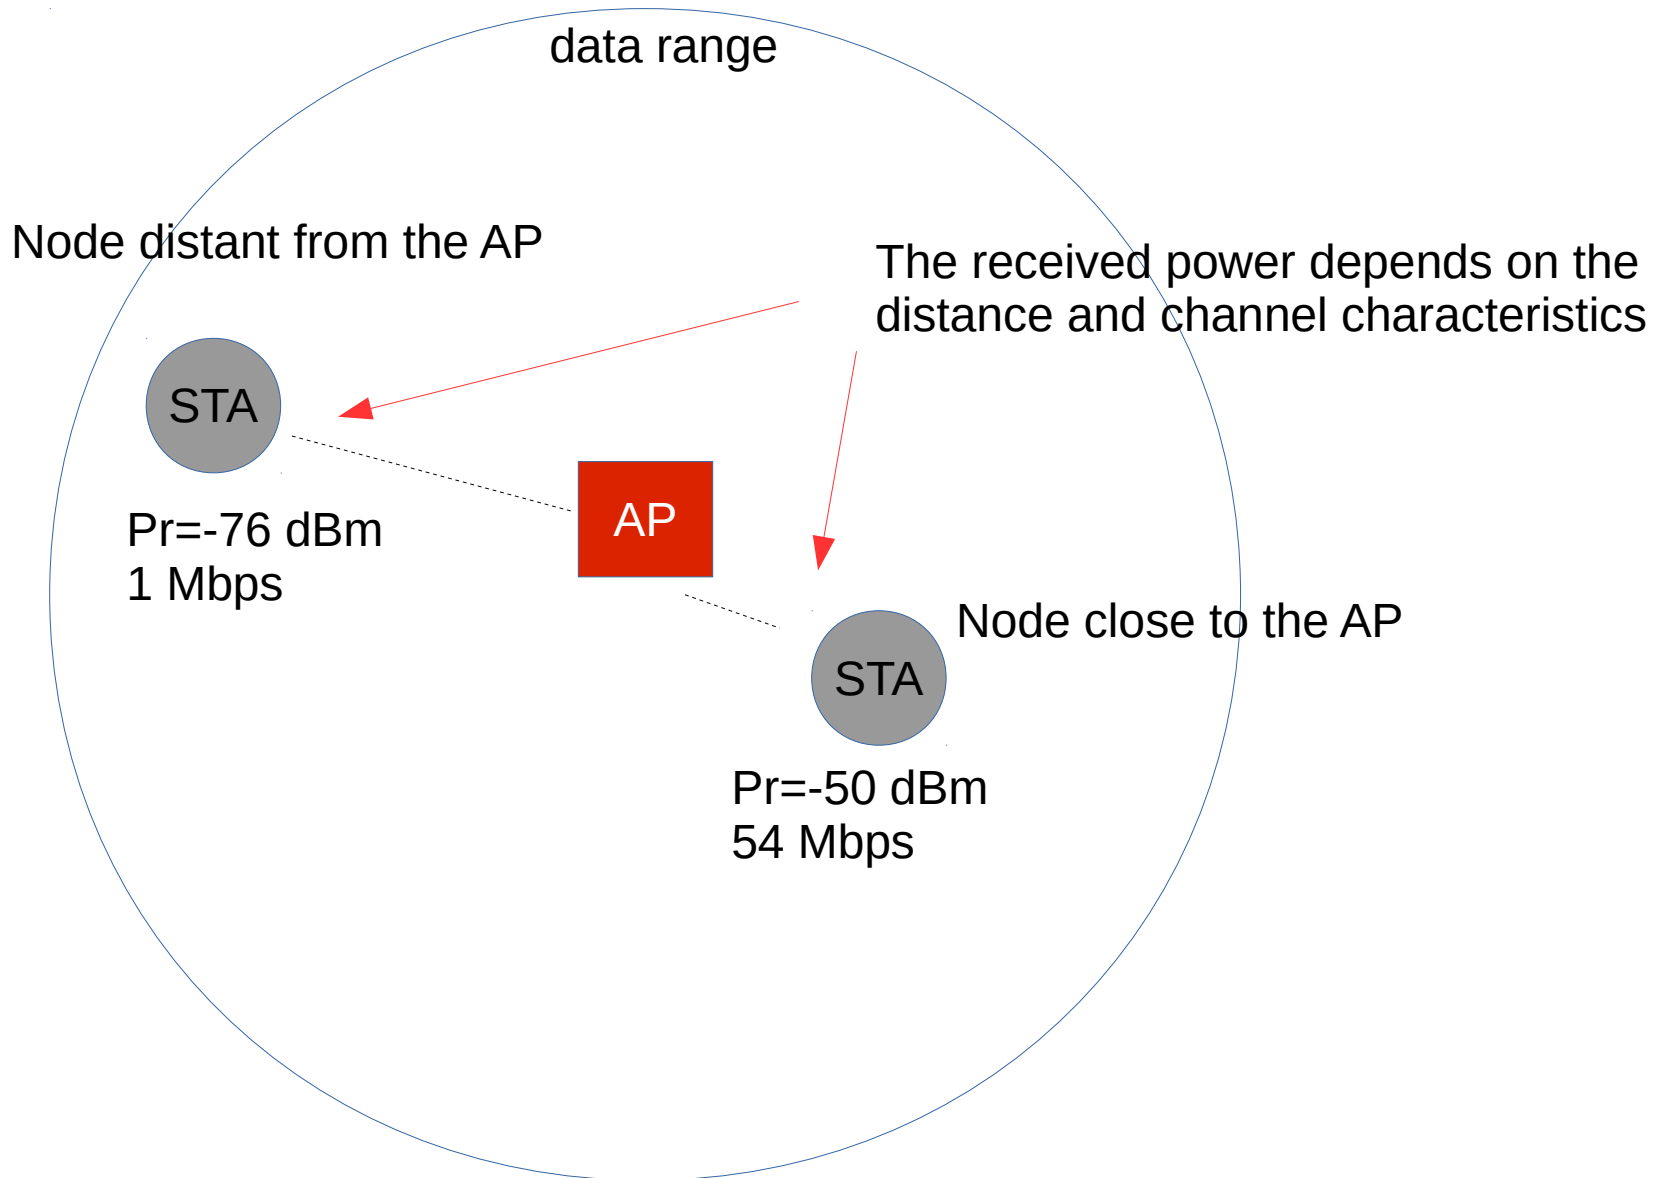 data range
Node distant from the AP
The received power depends on the
distance and channel characteristics
STA
AP
Pr=-76 dBm
1 Mbps
Node close to the AP
STA
Pr=-50 dBm
54 Mbps